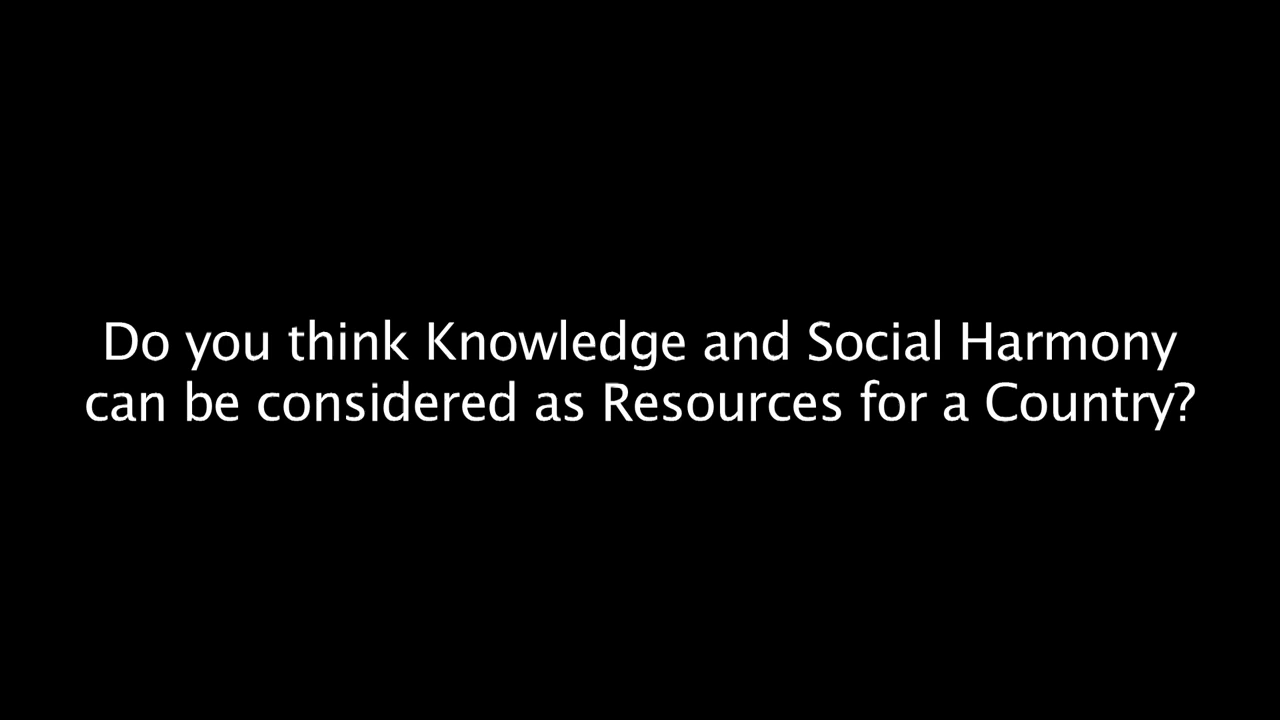 Do you think Knowledge and Social Harmony
can be considered as Resources for a Country?